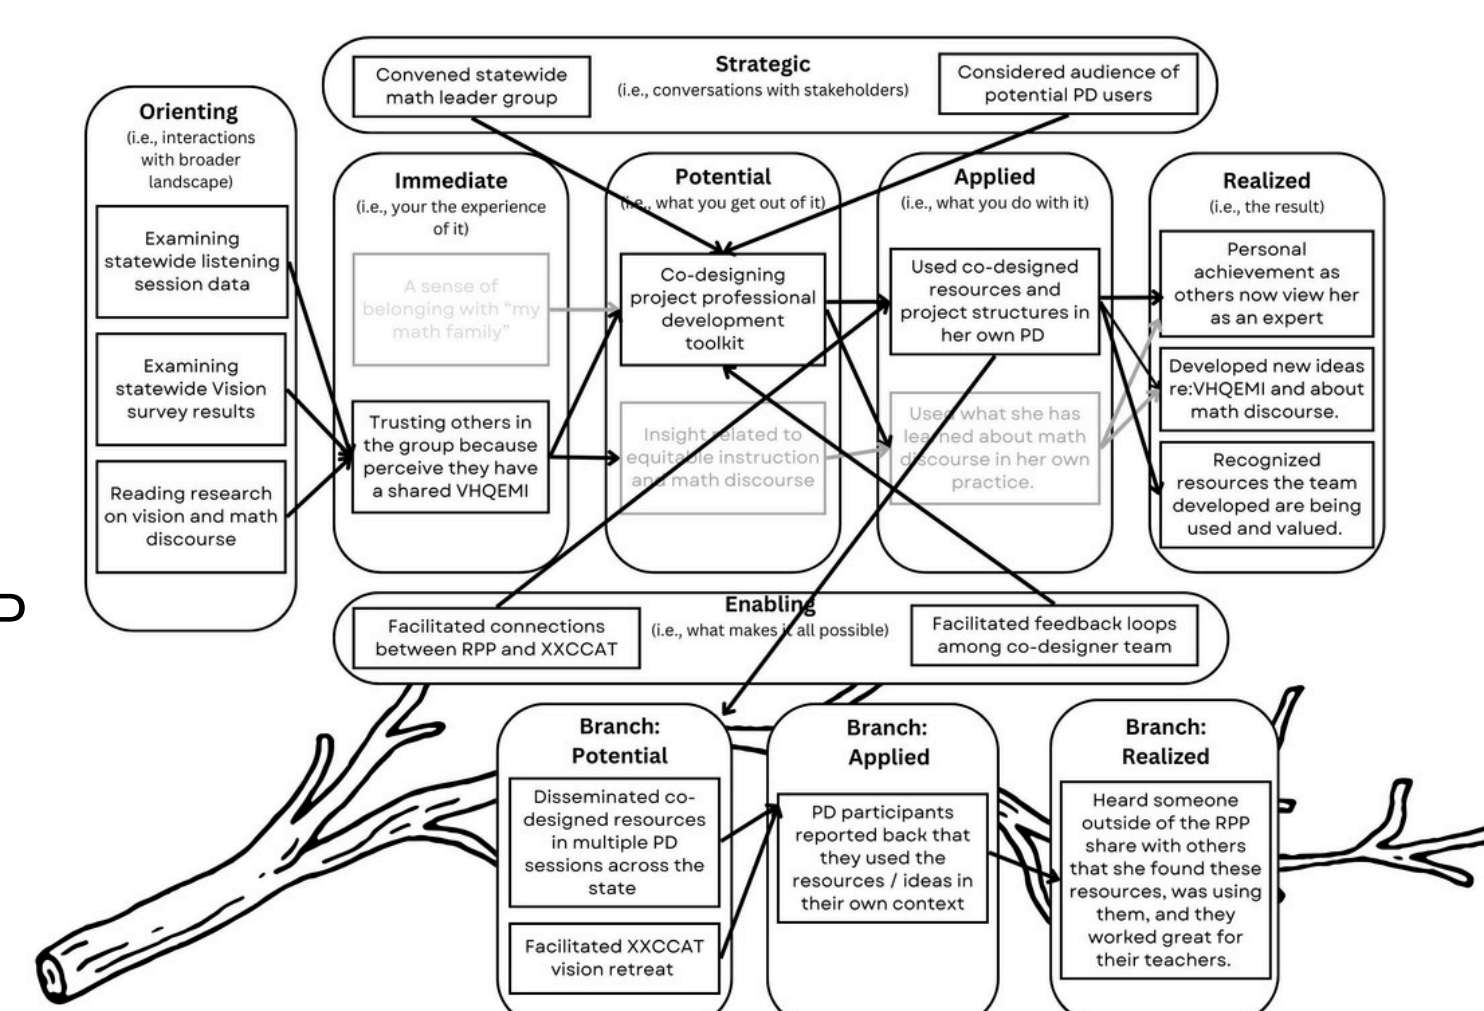 Strategic
(i.e., conversations with stakeholders)
Convened statewide
math leader group
Considered audience of
potential PD users
Orienting
(i.e., interactions
with broader
landscape)
Examining
statewide listening
session data
Examining
statewide Vision
survey results
Reading research
on vision and math
discourse
Immediate
(i.e., your the experience
of it)
A sense of
belonging with “my
math family”
Trusting others in
the group because
perceive they have
a shared VHQEMI
Potential
(i.e., what you get out of it)
Co-designing
project professional
development
toolkit
Insight related to
equitable instruction
and math discourse
Applied
(i.e., what you do with it)
Used co-designed
resources and
project structures in
her own PD
Used what she has
learned about math
discourse in her own
practice.
Realized
(i.e., the result)
Personal
achievement as
others now view her
as an expert
Developed new ideas
re:VHQEMI and about
math discourse.
Recognized
resources the team
developed are being
used and valued.
Enabling
(i.e., what makes it all possible)
Facilitated connections
between RPP and XXCCAT
Facilitated feedback loops
among co-designer team
Branch:
Potential
Disseminated co-
designed resources
in multiple PD
sessions across the
state
Facilitated XXCCAT
vision retreat
Branch:
Applied
PD participants
reported back that
they used the
resources / ideas in
their own context
Branch:
Realized
Heard someone
outside of the RPP
share with others
that she found these
resources, was using
them, and they
worked great for
their teachers.